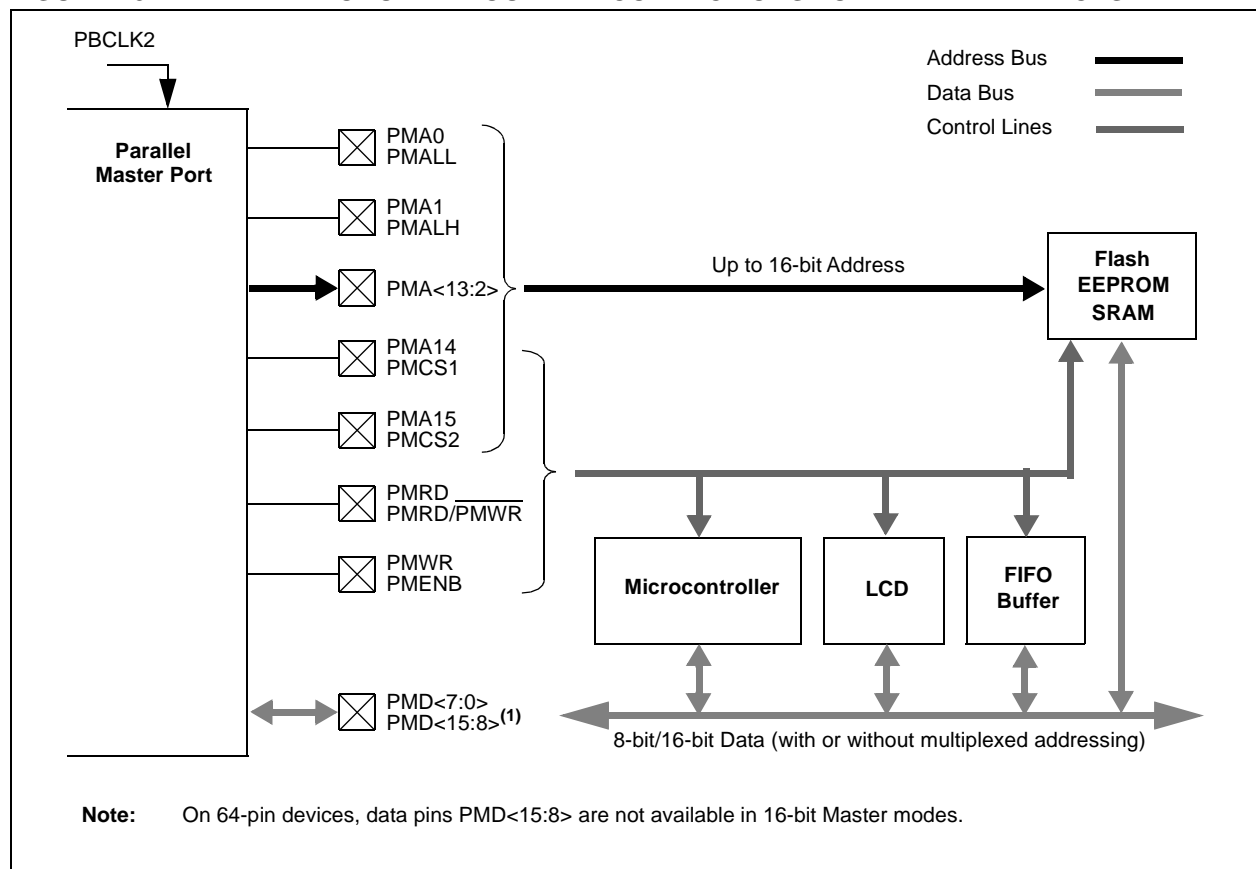 PBCLK2
Address Bus
Data Bus
Control Lines
Parallel
Master Port
PMA0
PMALL
PMA1
PMALH
PMA<13:2>
Up to 16-bit Address
Flash
EEPROM
SRAM
PMA14
PMCS1
PMA15
PMCS2
PMRD
PMRD/PMWR
PMWR
PMENB
Microcontroller
LCD
FIFO
Buffer
PMD<7:0>
PMD<15:8>(1)
8-bit/16-bit Data (with or without multiplexed addressing)
Note: On 64-pin devices, data pins PMD<15:8> are not available in 16-bit Master modes.